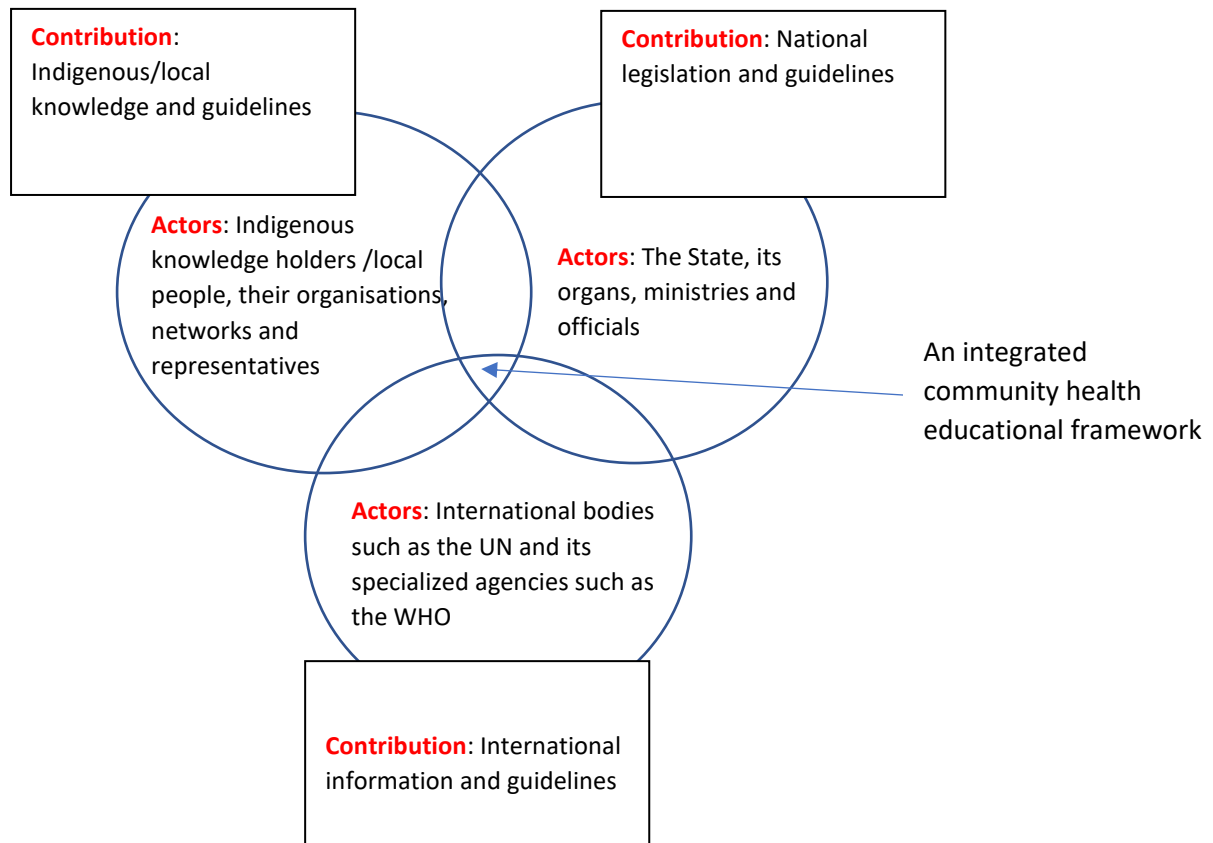 Contribution:
Indigenous/local
knowledge and guidelines
Contribution: National
legislation and guidelines
Actors: Indigenous
knowledge holders /local
people, their organisations,
networks and
representatives
Actors: The State, its
organs, ministries and
officials
An integrated
community health
educational framework
Actors: International bodies
such as the UN and its
specialized agencies such as
the WHO
Contribution: International
information and guidelines